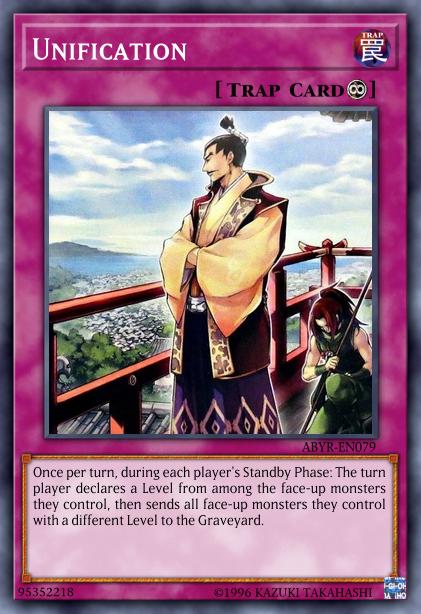 UNIFICATION
TRAP
罠
[TRAP CARD]
ABYR-EN079
Once per turn, during each player's Standby Phase: The turn
player declares a Level from among the face-up monsters
they control, then sends all face-up monsters they control
with a different Level to the Graveyard.
95352218
©1996 KAZUKI TAKAHASHI